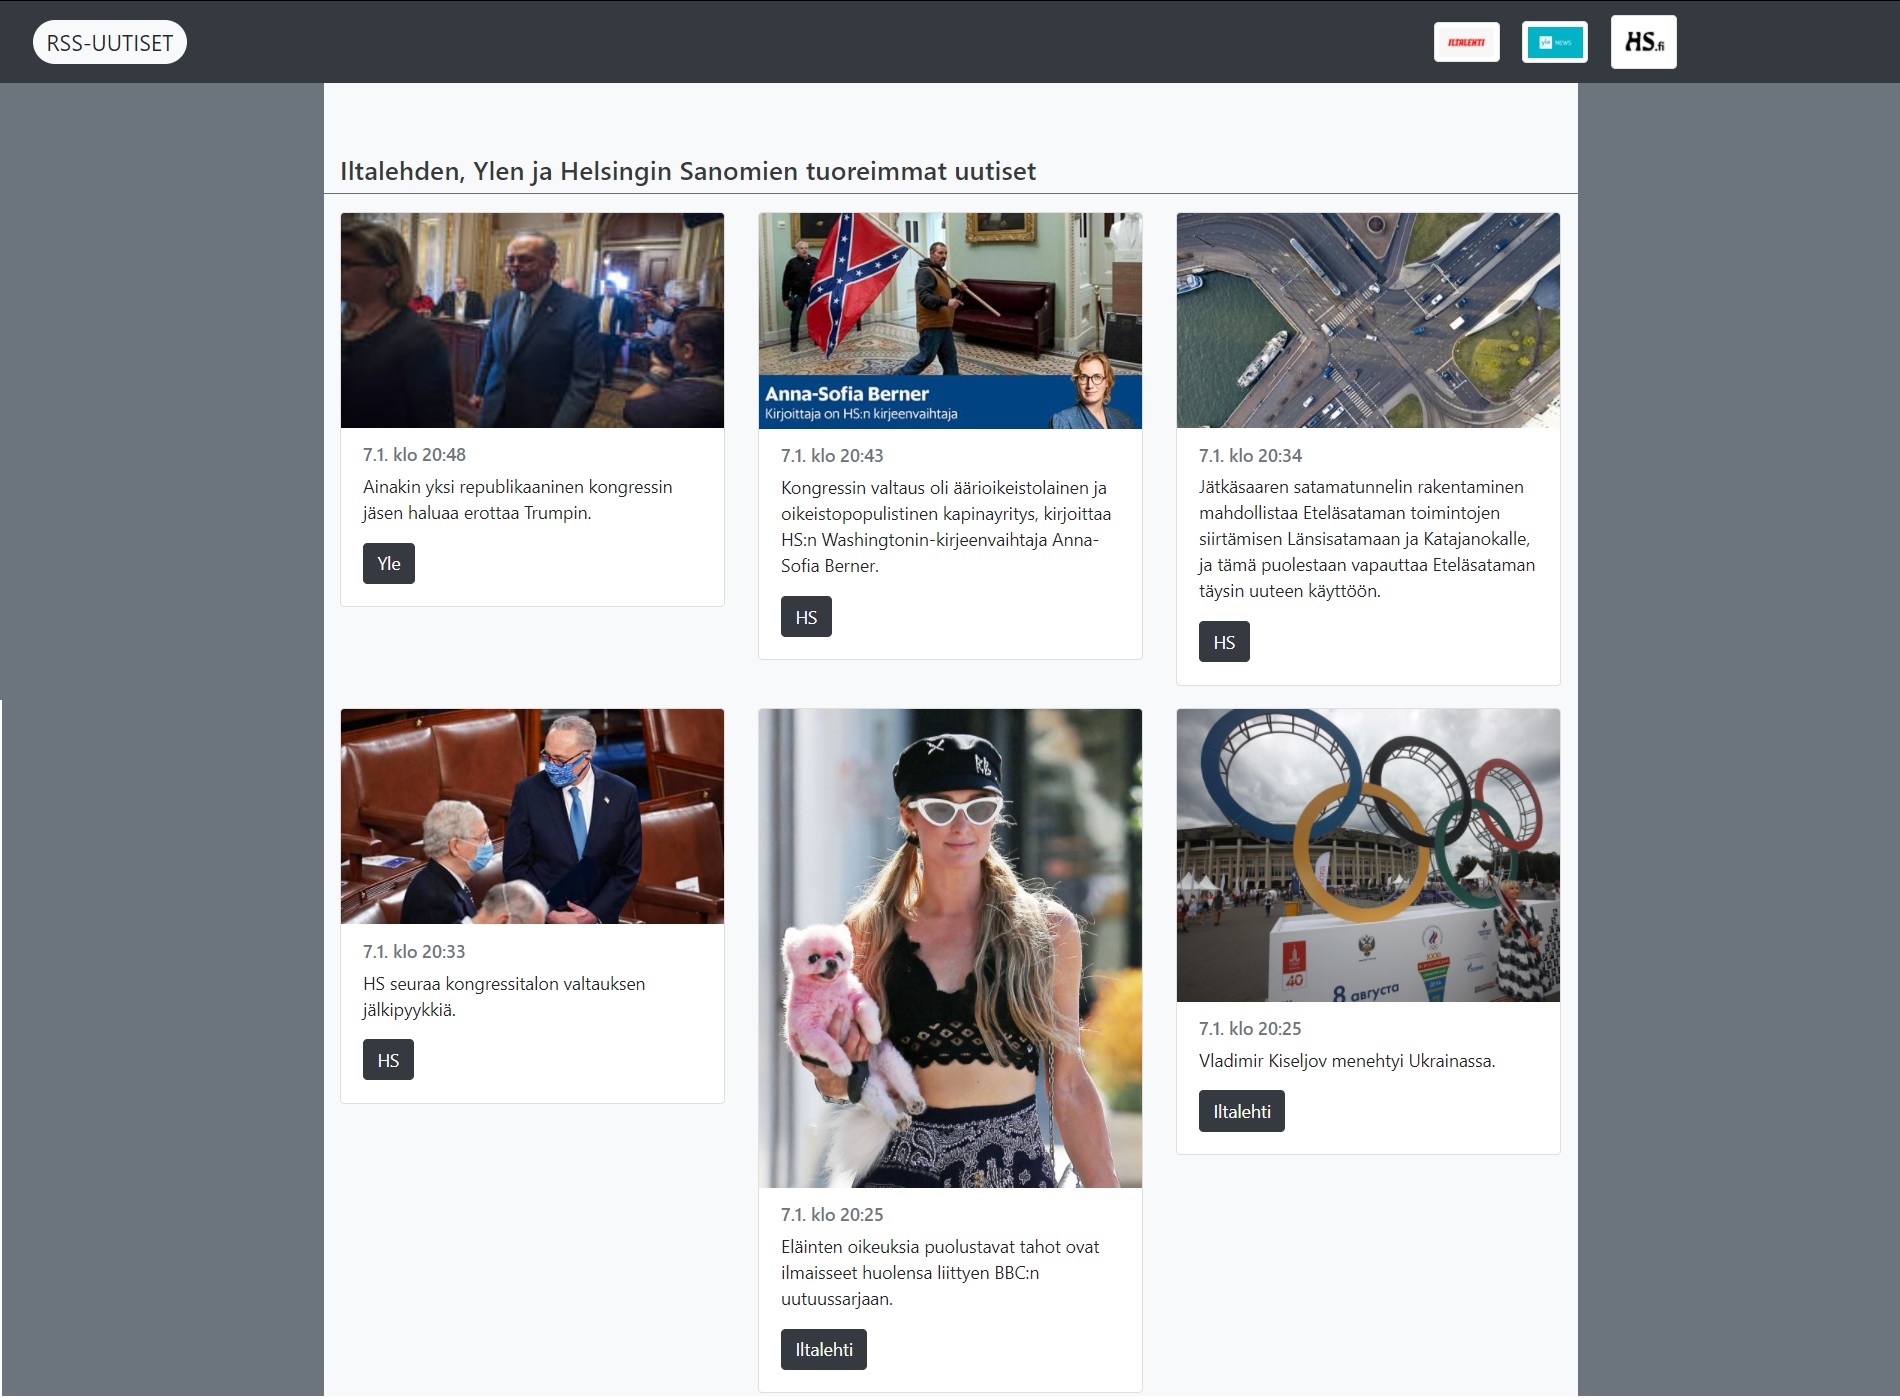 RSS-UUTISET
ILTALEHTI
yle NEWS
HS.fi
Iltalehden, Ylen ja Helsingin Sanomien tuoreimmat uutiset
7.1. klo 20:48
Ainakin yksi republikaaninen kongressin
jäsen haluaa erottaa Trumpin.
Yle
Anna-Sofia Berner
Kirjoittaja on HS:n kirjeenvaihtaja
7.1. klo 20:43
Kongressin valtaus oli äärioikeistolainen ja
oikeistopopulistinen kapinayritys, kirjoittaa
HS:n Washingtonin-kirjeenvaihtaja Anna-
Sofia Berner.
HS
7.1. klo 20:34
Jätkäsaaren satamatunnelin rakentaminen
mahdollistaa Eteläsataman toimintojen
siirtämisen Länsisatamaan ja Katajanokalle,
ja tämä puolestaan vapauttaa Eteläsataman
täysin uuteen käyttöön.
HS
7.1. klo 20:33
HS seuraa kongressitalon valtauksen
jälkipyykkiä.
HS
RB
7.1. klo 20:25
Eläinten oikeuksia puolustavat tahot ovat
ilmaisseet huolensa liittyen BBC:n
uutuussarjaan.
Iltalehti
40
XXXI
8 августа
7.1. klo 20:25
Vladimir Kiseljov menehtyi Ukrainassa.
Iltalehti